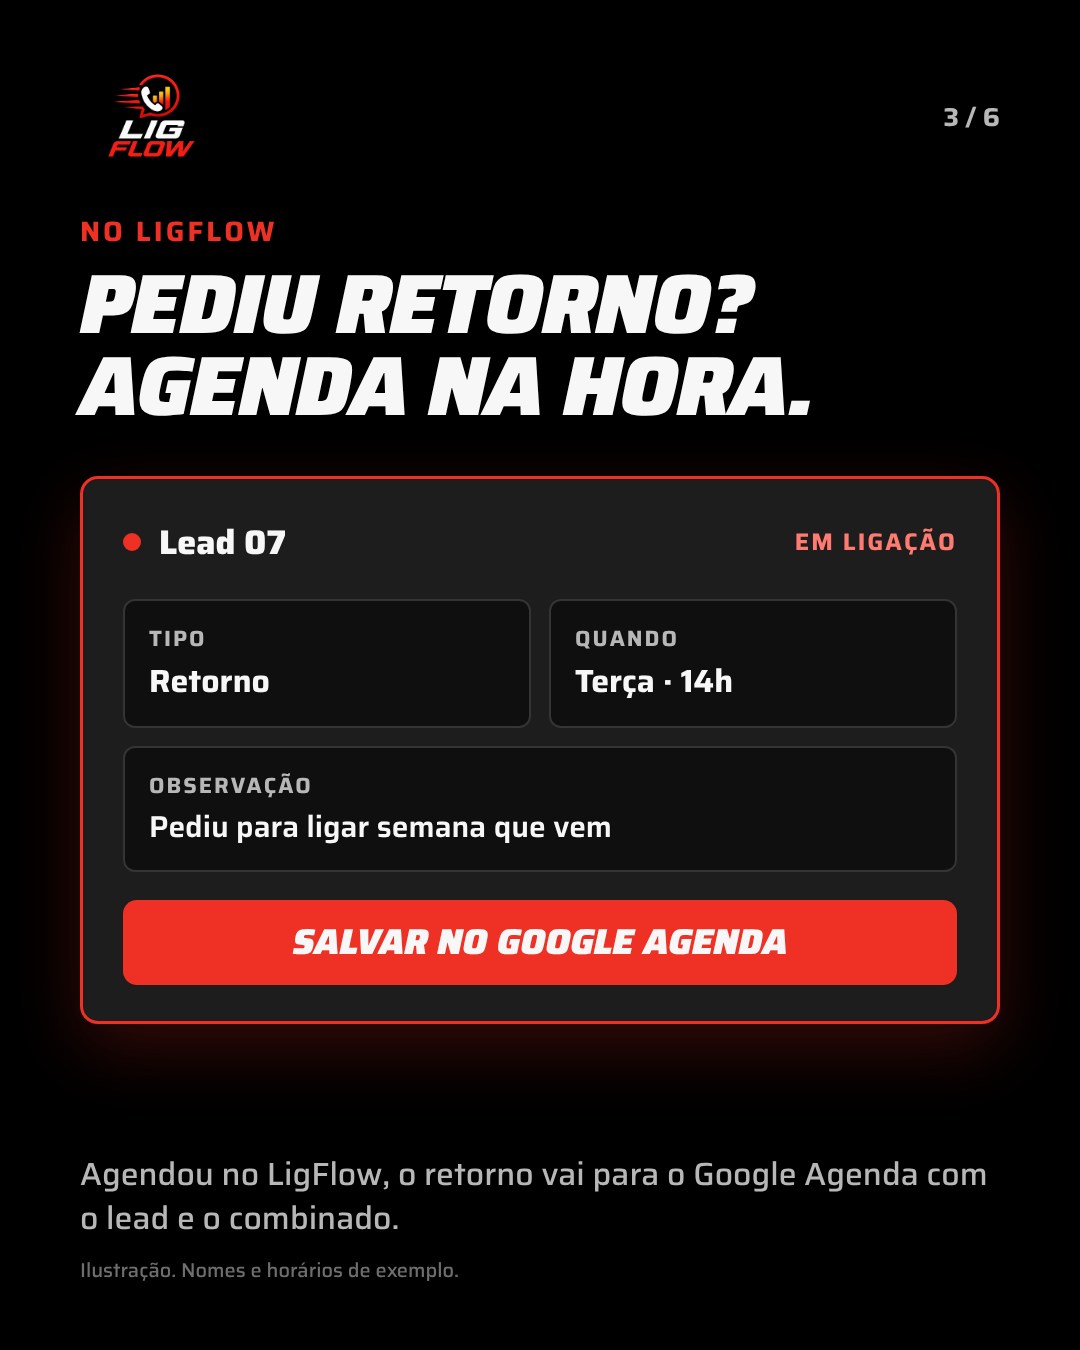 LIG
FLOW
3 / 6
NO LIGFLOW
PEDIU RETORNO?
AGENDA NA HORA.
Lead 07
EM LIGAÇÃO
TIPO
Retorno
QUANDO
Terça · 14h
OBSERVAÇÃO
Pediu para ligar semana que vem
SALVAR NO GOOGLE AGENDA
Agendou no LigFlow, o retorno vai para o Google Agenda com
o lead e o combinado.
Ilustração. Nomes e horários de exemplo.